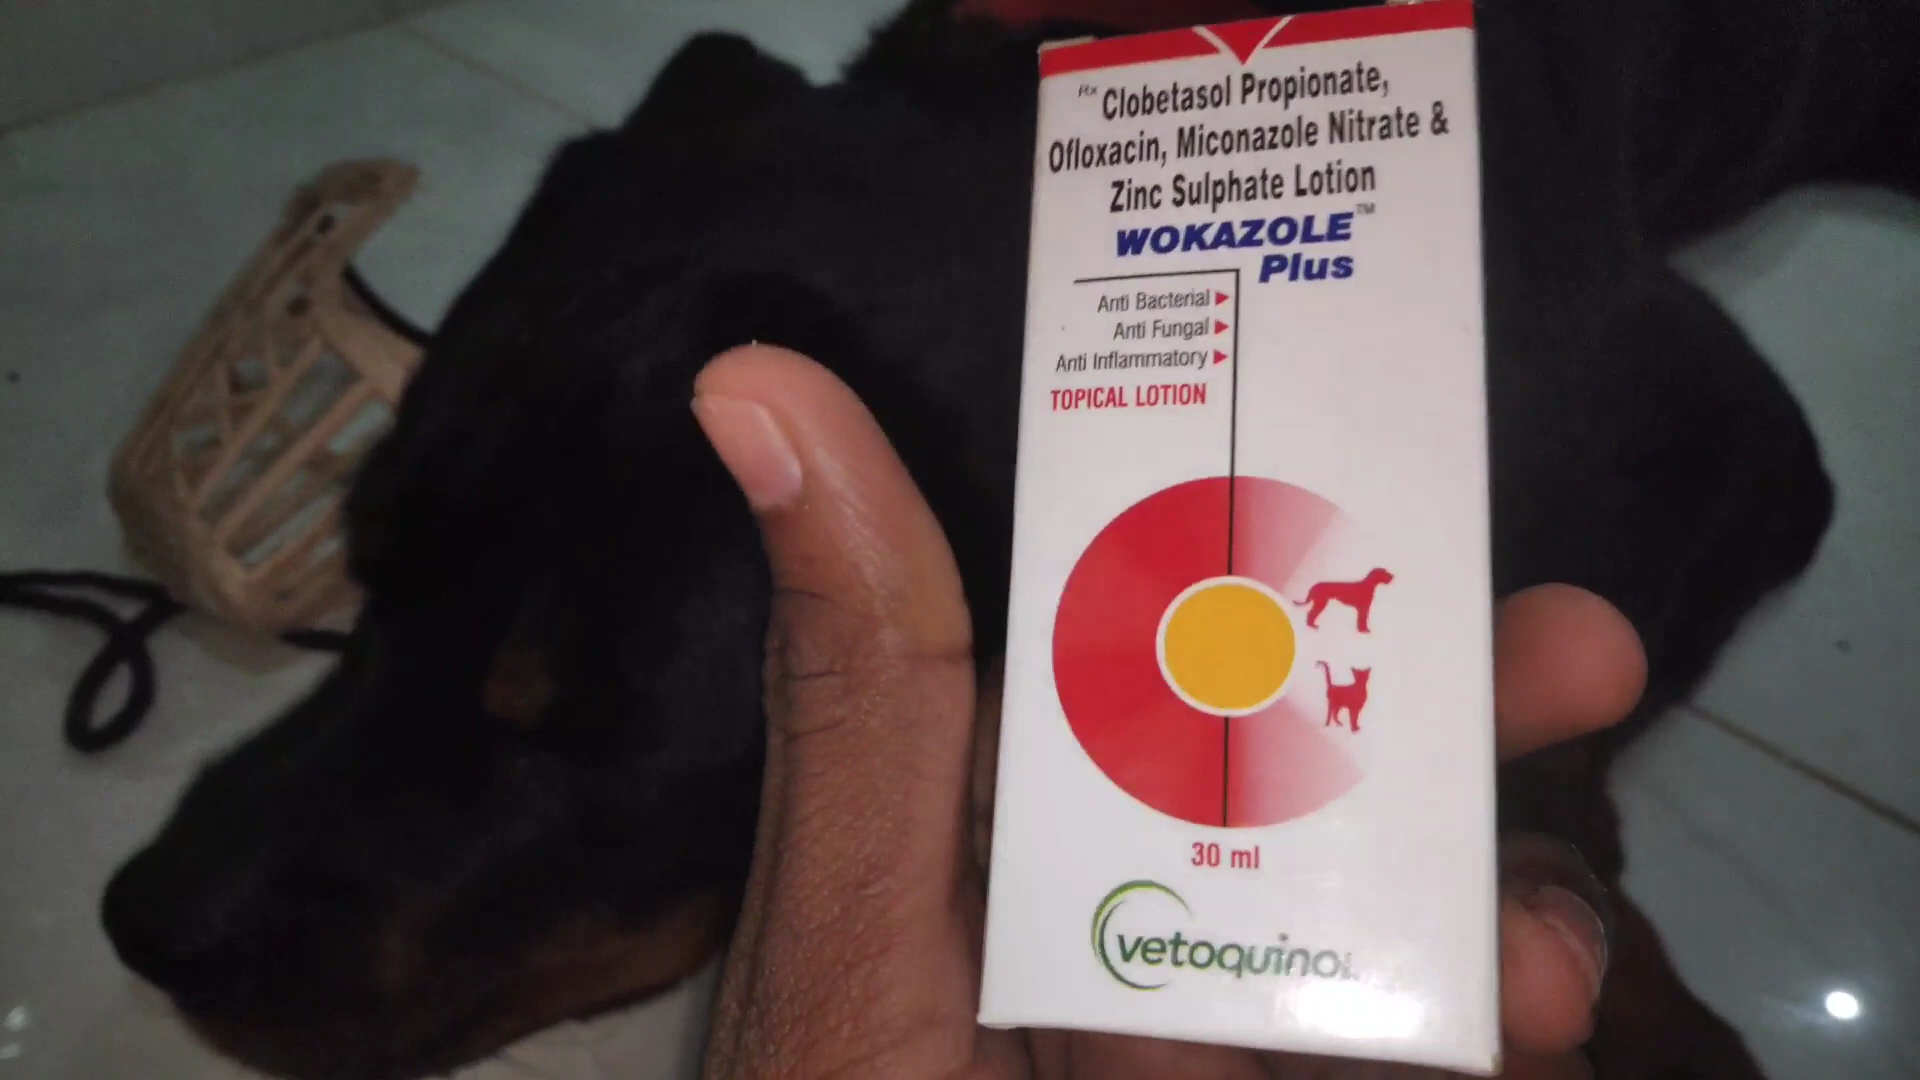 Rx Clobetasol Propionate,
Ofloxacin, Miconazole Nitrate &
Zinc Sulphate Lotion
WOKAZOLE™
Plus
Anti Bacterial
Anti Fungal
Anti Inflammatory
TOPICAL LOTION
30 ml
vetoquinol